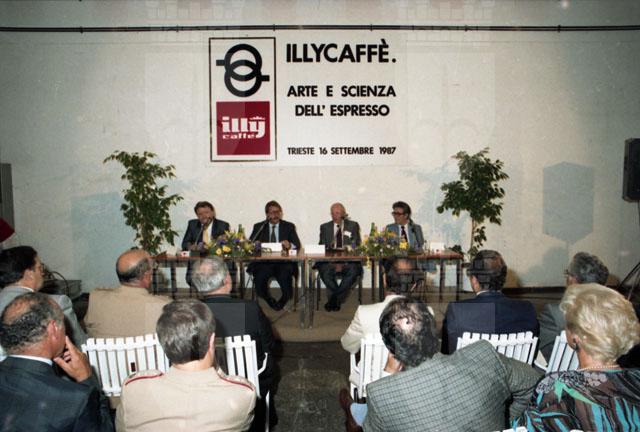 ILLYCAFFÈ.
ARTE E SCIENZA
DELL' ESPRESSO
illy
caffè
TRIESTE 16 SETTEMBRE 1987